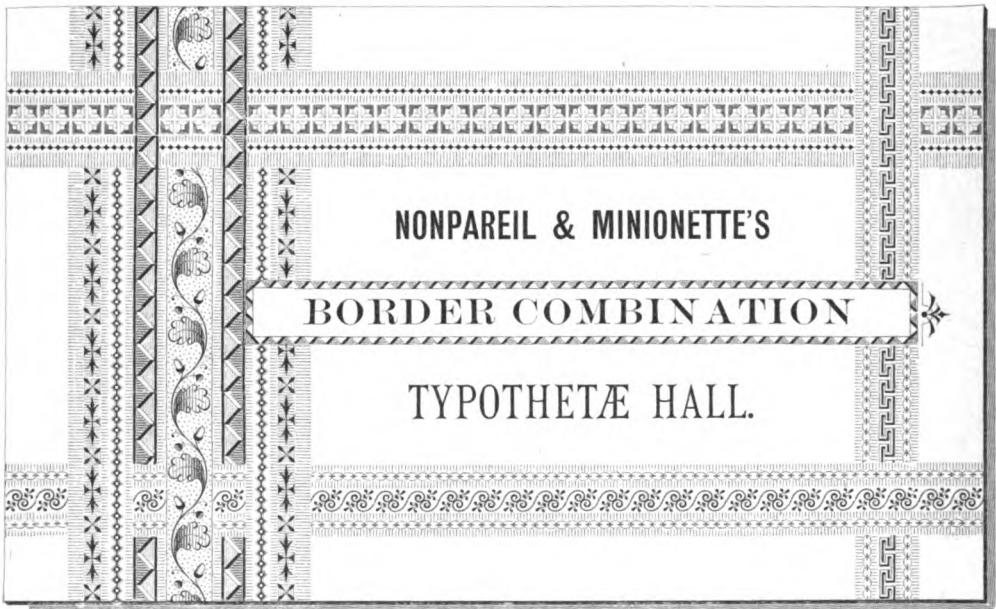 NONPAREIL & MINIONETTE'S
BORDER COMBINATION
TYPOTHETÆ HALL.